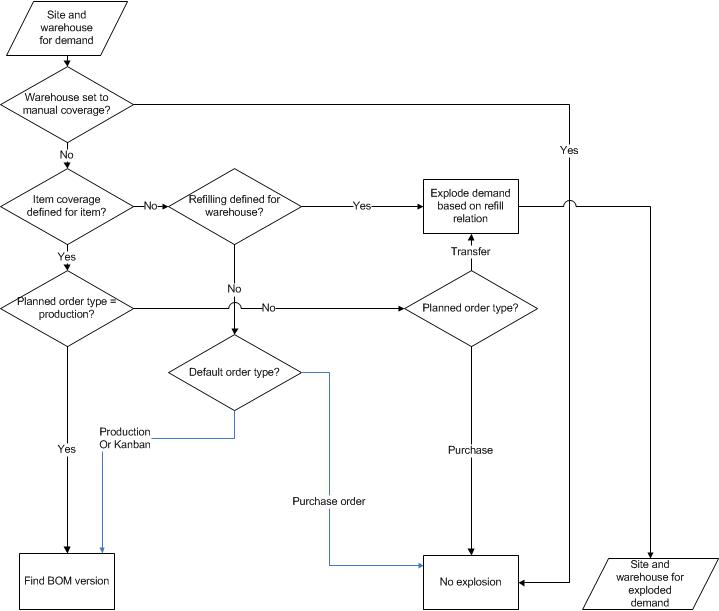 Site and
warehouse
for demand
Warehouse set to
manual coverage?
Yes
No
Item coverage
defined for item?
No
Refilling defined for
warehouse?
Yes
Explode demand
based on refill
relation
Yes
Transfer
No
Planned order type =
production?
No
Planned order type?
Default order type?
Production
Or Kanban
Yes
Purchase
Purchase order
Find BOM version
No explosion
Site and
warehouse for
exploded
demand